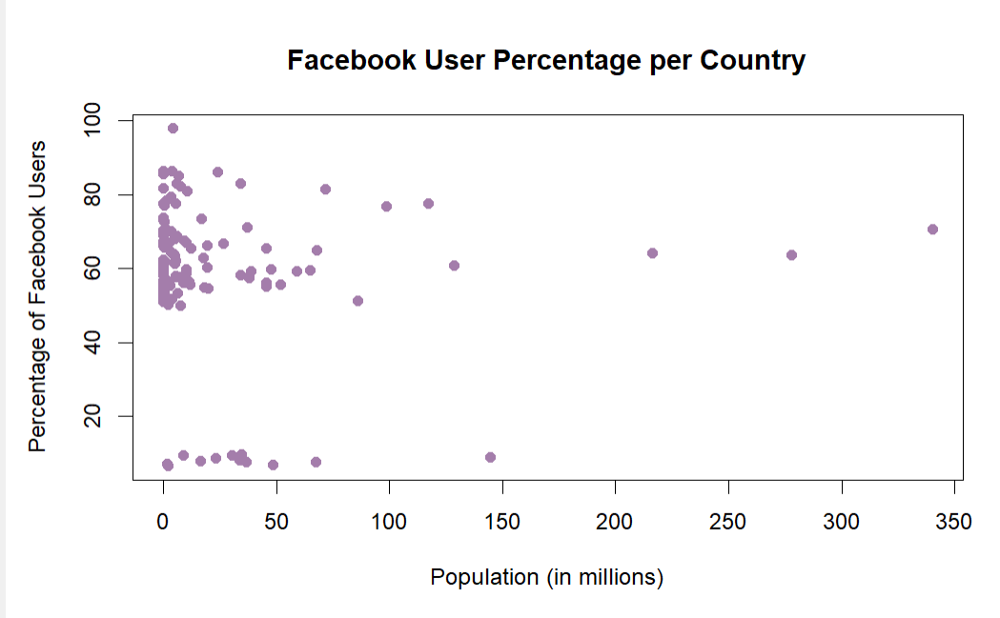 Facebook User Percentage per Country
Percentage of Facebook Users
100
80
60
40
20
0 50 100 150 200 250 300 350
Population (in millions)